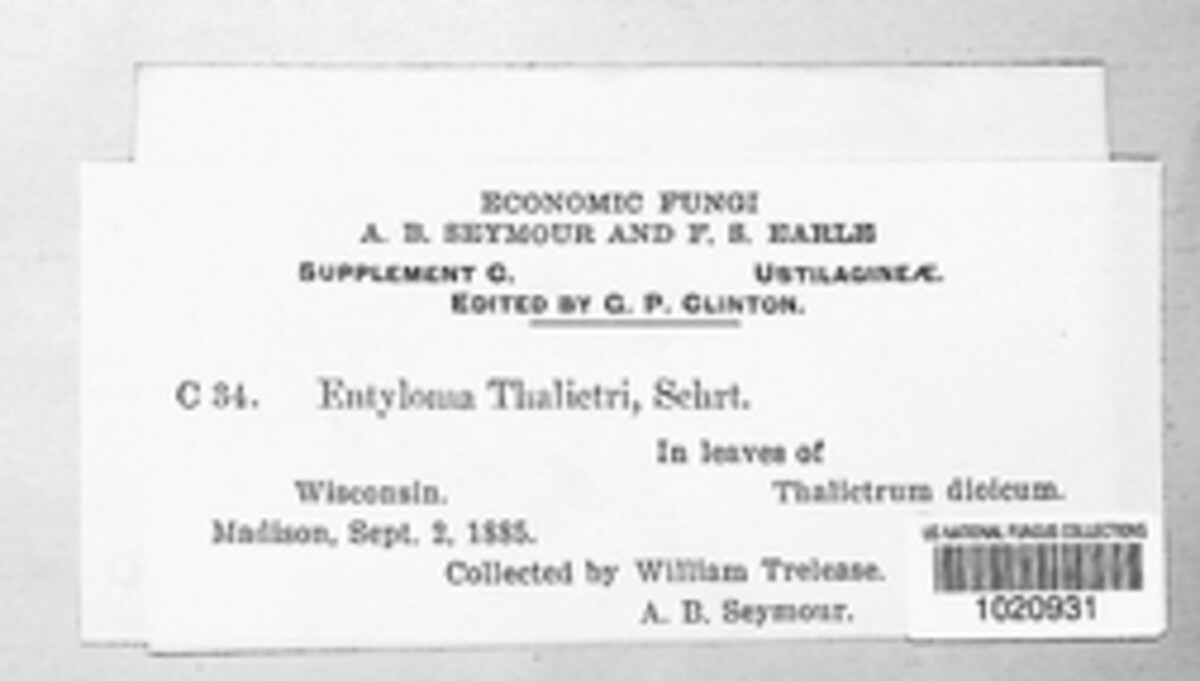 ECONOMIC FUNGI
A. B. SEYMOUR AND F. S. EARLE
SUPPLEMENT C. USTILAGINEÆ.
EDITED BY G. P. CLINTON.
C 34. Entyloma Thalictri, Schrt.
In leaves of
Wisconsin. Thalictrum dioicum.
Madison, Sept. 2, 1885.
US NATIONAL FUNGUS COLLECTIONS
Collected by William Trelease.
A. B. Seymour.
1020931